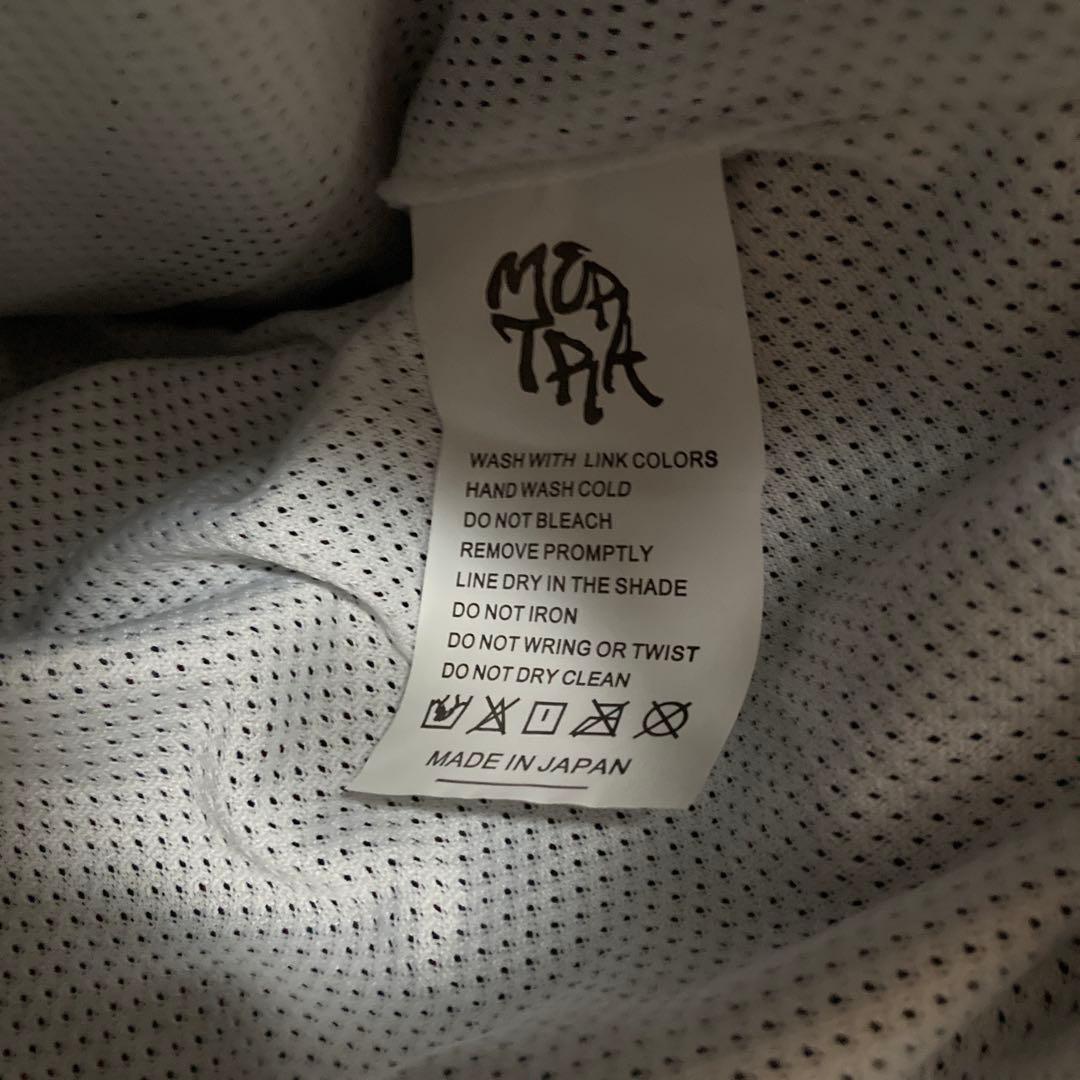 MÉR
TRA
WASH WITH LINK COLORS
HAND WASH COLD
DO NOT BLEACH
REMOVE PROMPTLY
LINE DRY IN THE SHADE
DO NOT IRON
DO NOT WRING OR TWIST
DO NOT DRY CLEAN
MADE IN JAPAN